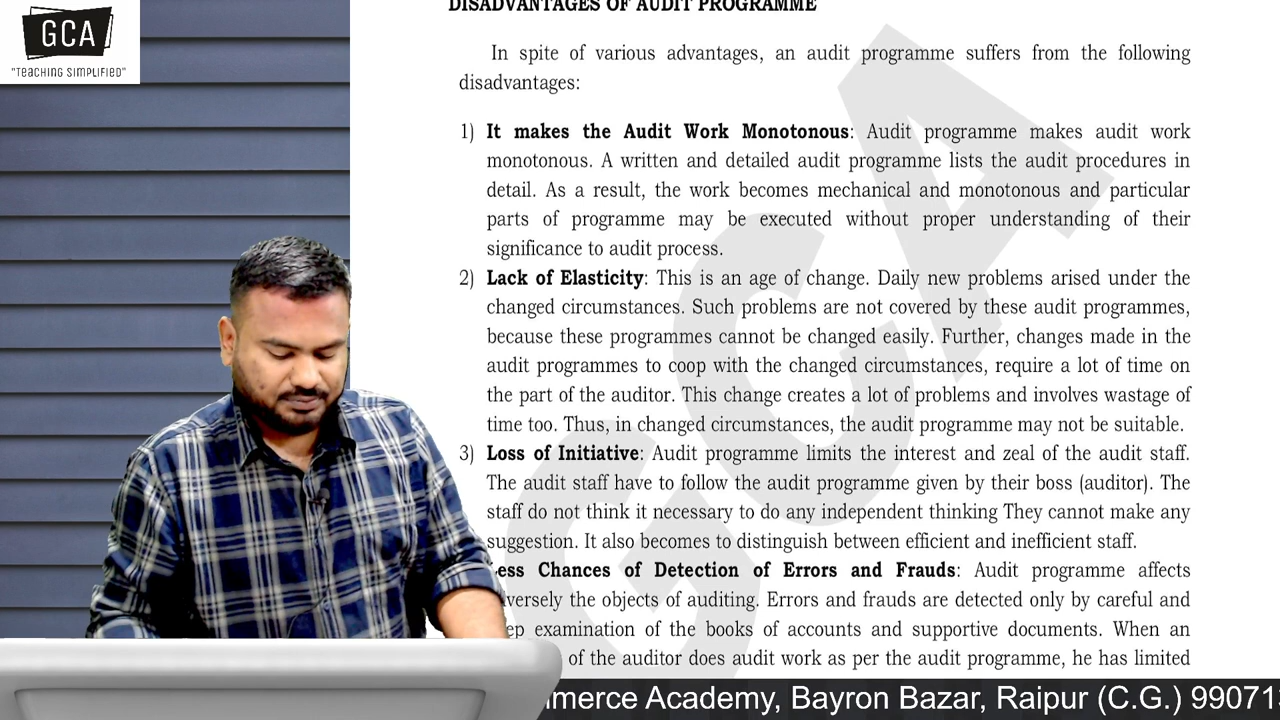 GCA
"TEACHING SIMPLIFIED"
DISADVANTAGES OF AUDIT PROGRAMME
In spite of various advantages, an audit programme suffers from the following
disadvantages:
1) It makes the Audit Work Monotonous: Audit programme makes audit work
monotonous. A written and detailed audit programme lists the audit procedures in
detail. As a result, the work becomes mechanical and monotonous and particular
parts of programme may be executed without proper understanding of their
significance to audit process.
2) Lack of Elasticity: This is an age of change. Daily new problems arised under the
changed circumstances. Such problems are not covered by these audit programmes,
because these programmes cannot be changed easily. Further, changes made in the
audit programmes to coop with the changed circumstances, require a lot of time on
the part of the auditor. This change creates a lot of problems and involves wastage of
time too. Thus, in changed circumstances, the audit programme may not be suitable.
3) Loss of Initiative: Audit programme limits the interest and zeal of the audit staff.
The audit staff have to follow the audit programme given by their boss (auditor). The
staff do not think it necessary to do any independent thinking They cannot make any
suggestion. It also becomes to distinguish between efficient and inefficient staff.
ess Chances of Detection of Errors and Frauds: Audit programme affects
versely the objects of auditing. Errors and frauds are detected only by careful and
ep examination of the books of accounts and supportive documents. When an
of the auditor does audit work as per the audit programme, he has limited
mmerce Academy, Bayron Bazar, Raipur (C.G.) 99071
GCA